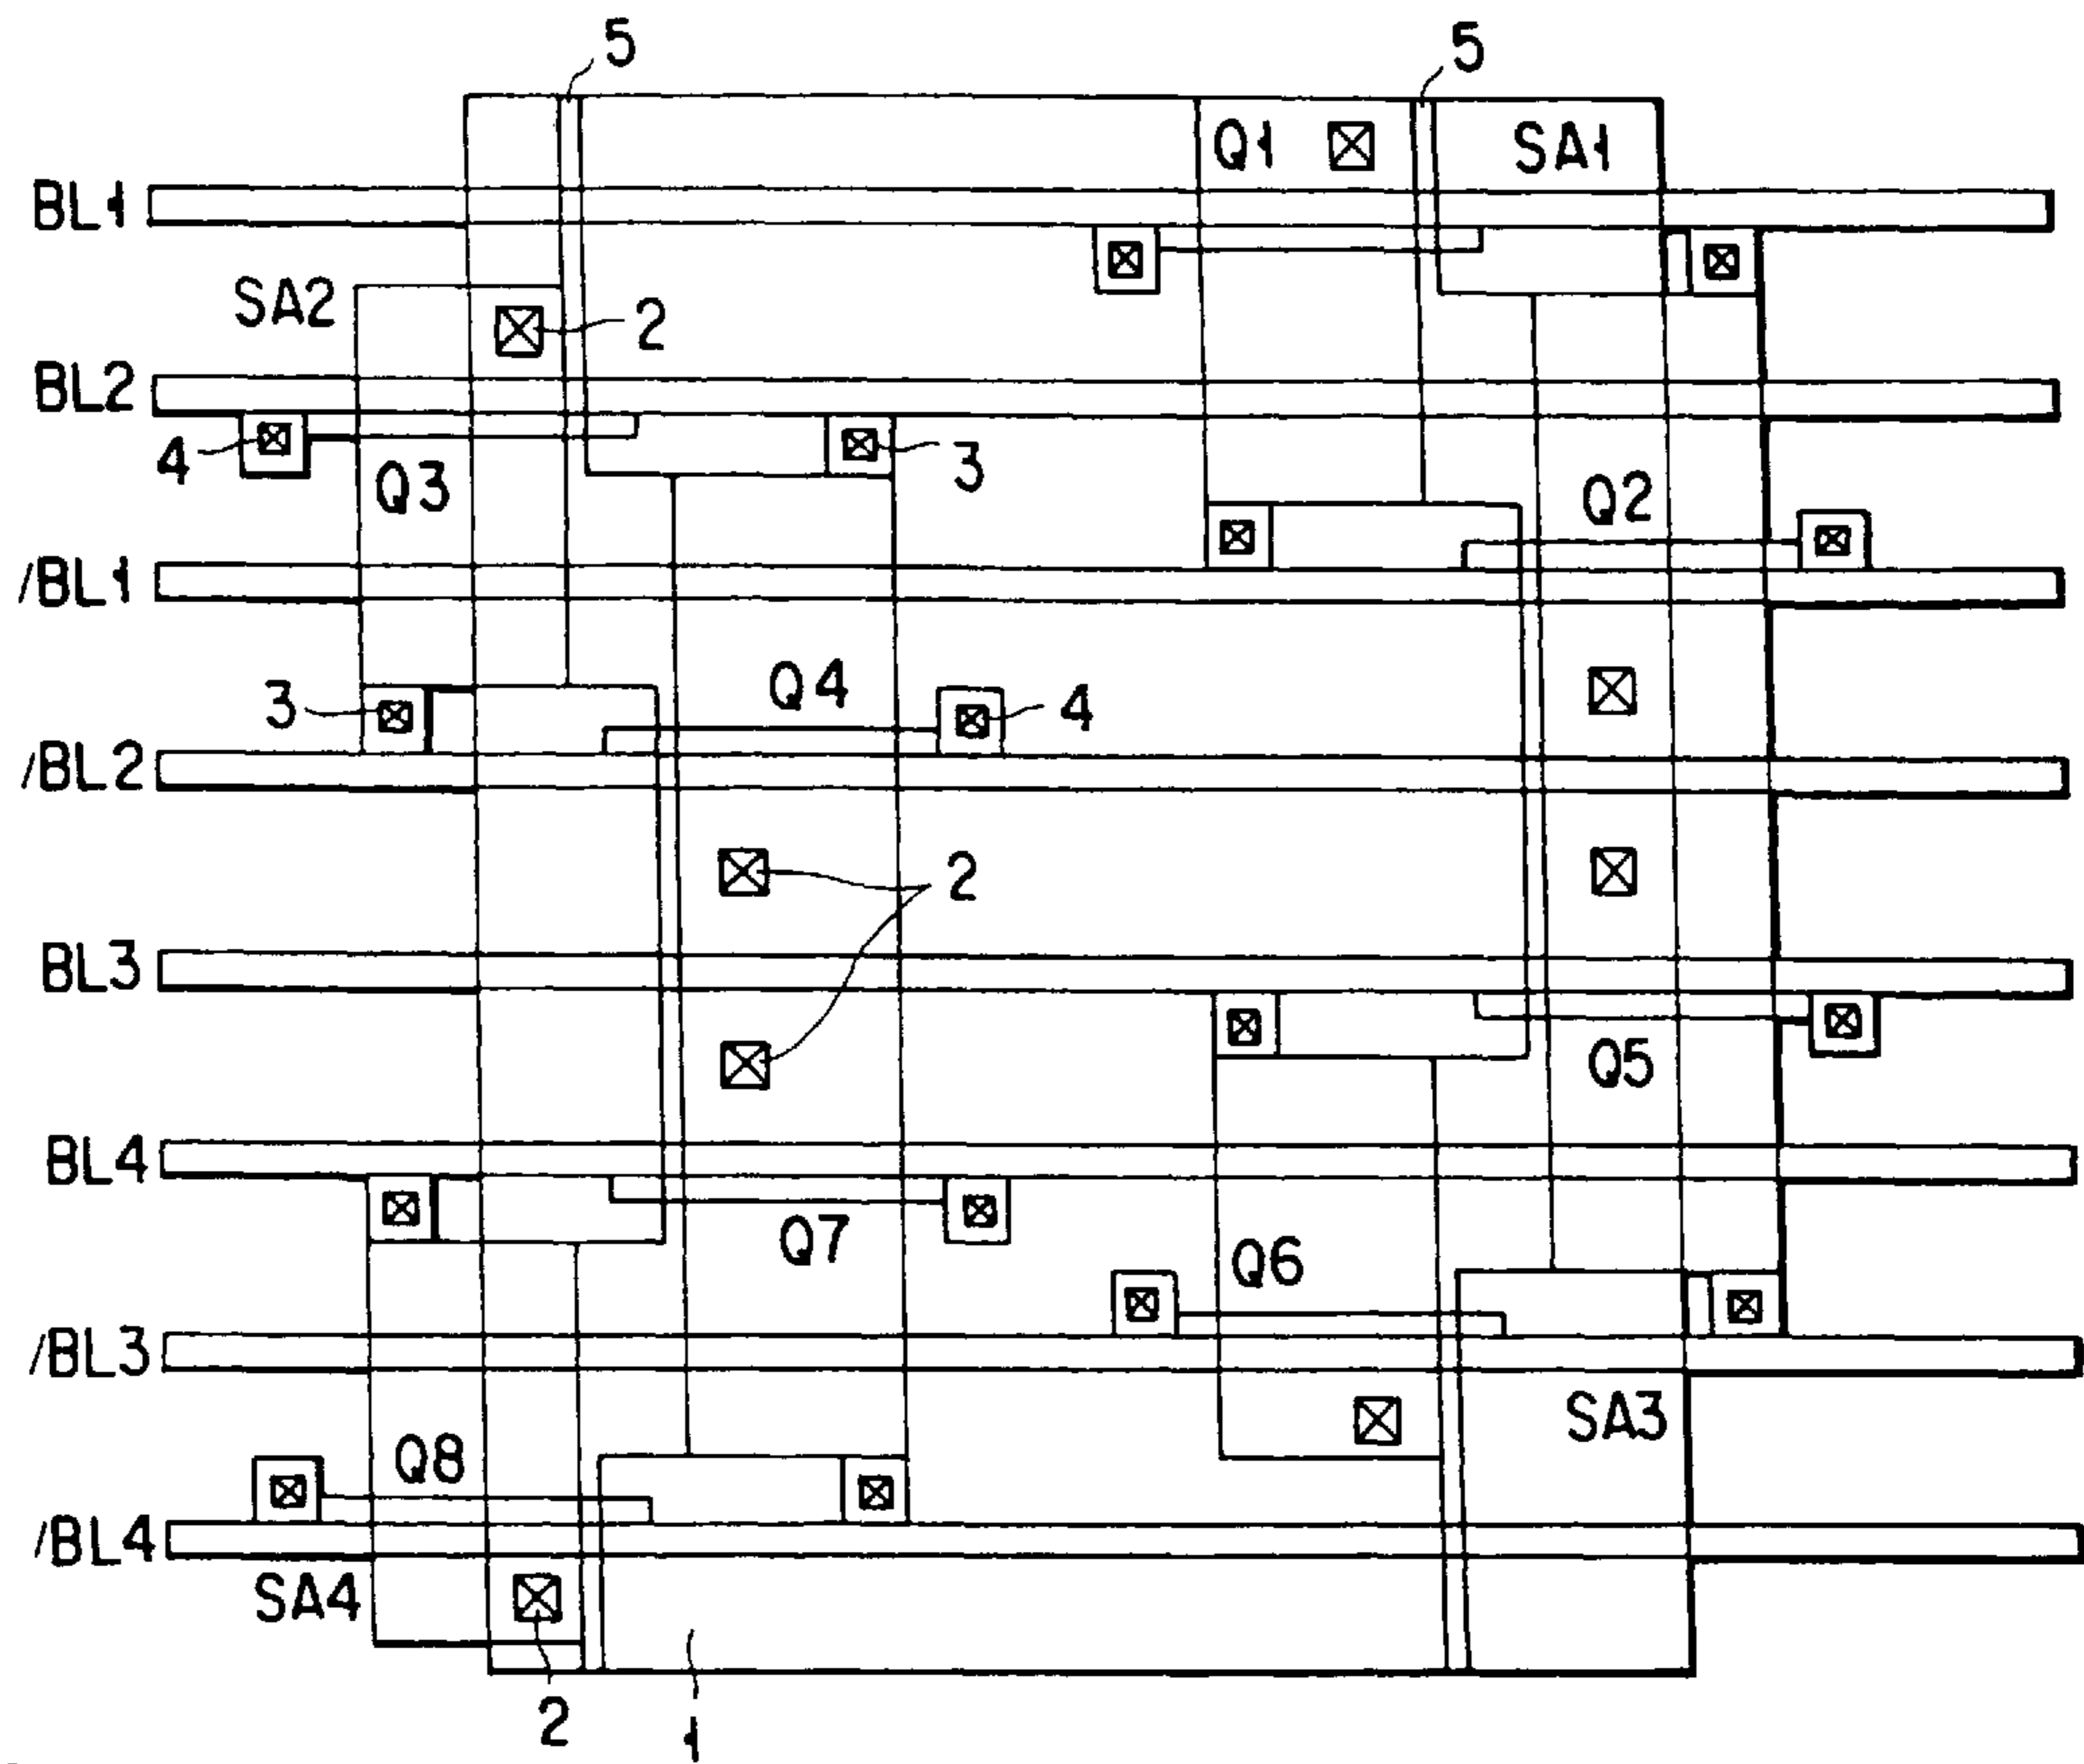 5 5
Q1 SA1
BL1
SA2 2
BL2
4 Q3 3 Q2
/BL1
3 Q4 4
/BL2
2
BL3
Q5
BL4
Q7 Q6
/BL3
SA3
Q8
/BL4
SA4
2 1